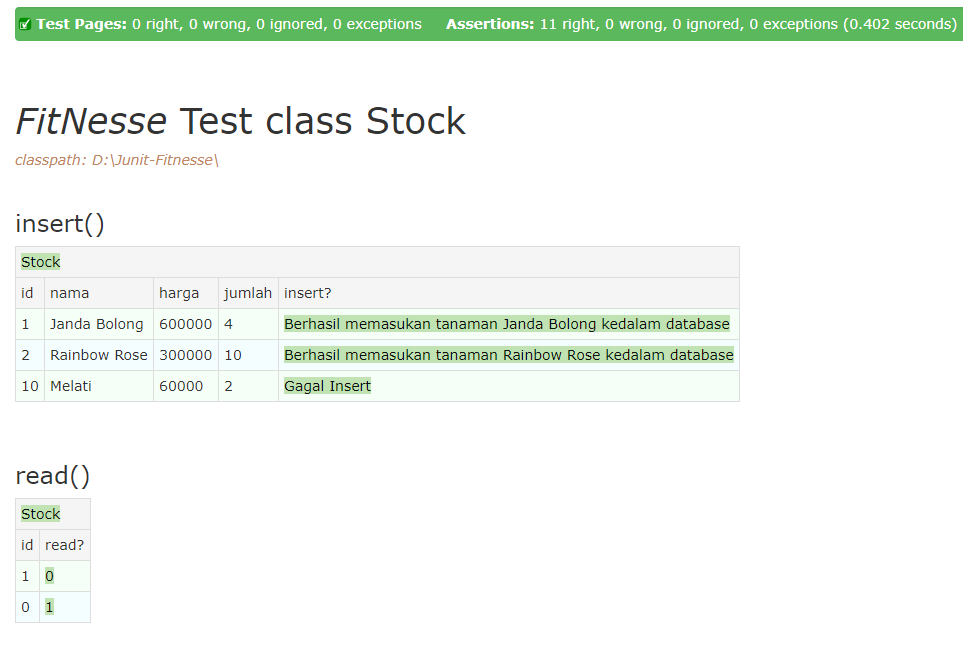 Test Pages: 0 right, 0 wrong, 0 ignored, 0 exceptions Assertions: 11 right, 0 wrong, 0 ignored, 0 exceptions (0.402 seconds)
FitNesse Test class Stock
classpath: D:\Junit-Fitnesse\
insert()
Stock
id nama harga jumlah insert?
1 Janda Bolong 600000 4 Berhasil memasukan tanaman Janda Bolong kedalam database
2 Rainbow Rose 300000 10 Berhasil memasukan tanaman Rainbow Rose kedalam database
10 Melati 60000 2 Gagal Insert
read()
Stock
id read?
1 0
0 1